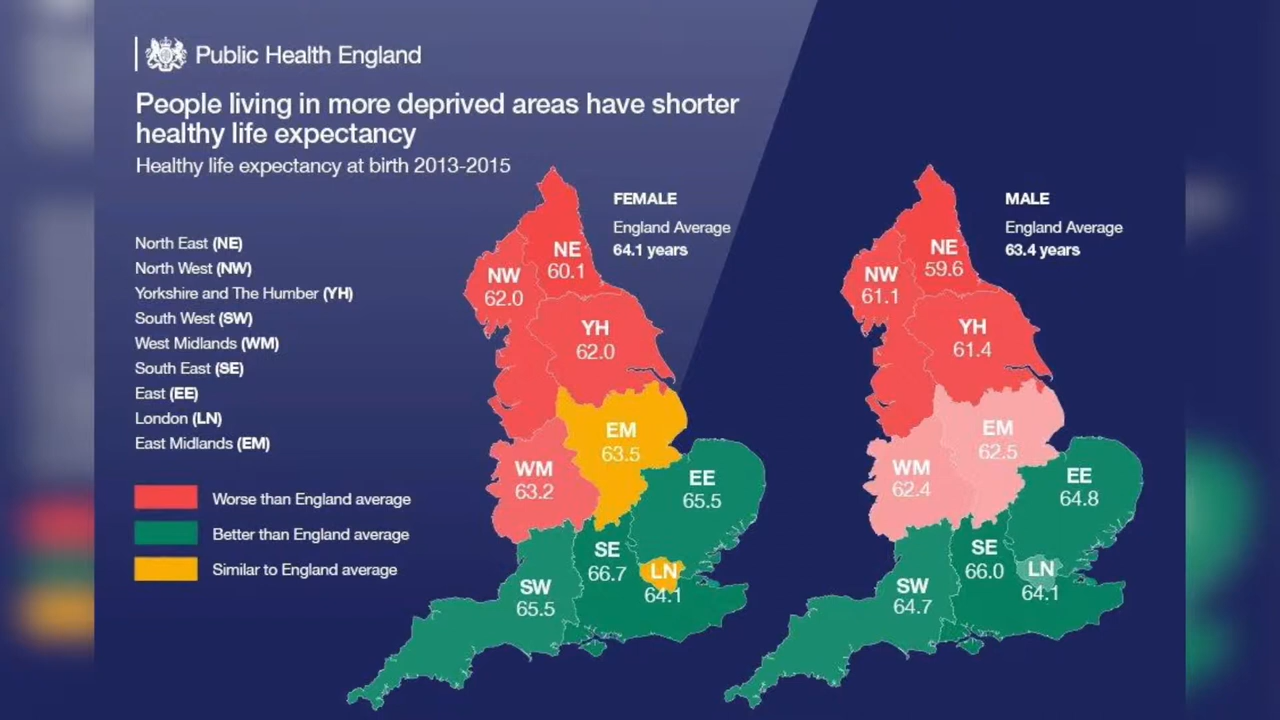 Public Health England
People living in more deprived areas have shorter
healthy life expectancy
Healthy life expectancy at birth 2013-2015
North East (NE)
North West (NW)
Yorkshire and The Humber (YH)
South West (SW)
West Midlands (WM)
South East (SE)
East (EE)
London (LN)
East Midlands (EM)
Worse than England average
Better than England average
Similar to England average
FEMALE
England Average
64.1 years
NE
60.1
NW
62.0
YH
62.0
EM
63.5
WM
63.2
EE
65.5
SE
66.7
LN
64.1
SW
65.5
MALE
England Average
63.4 years
NE
59.6
NW
61.1
YH
61.4
EM
62.5
WM
62.4
EE
64.8
SE
66.0
LN
64.1
SW
64.7